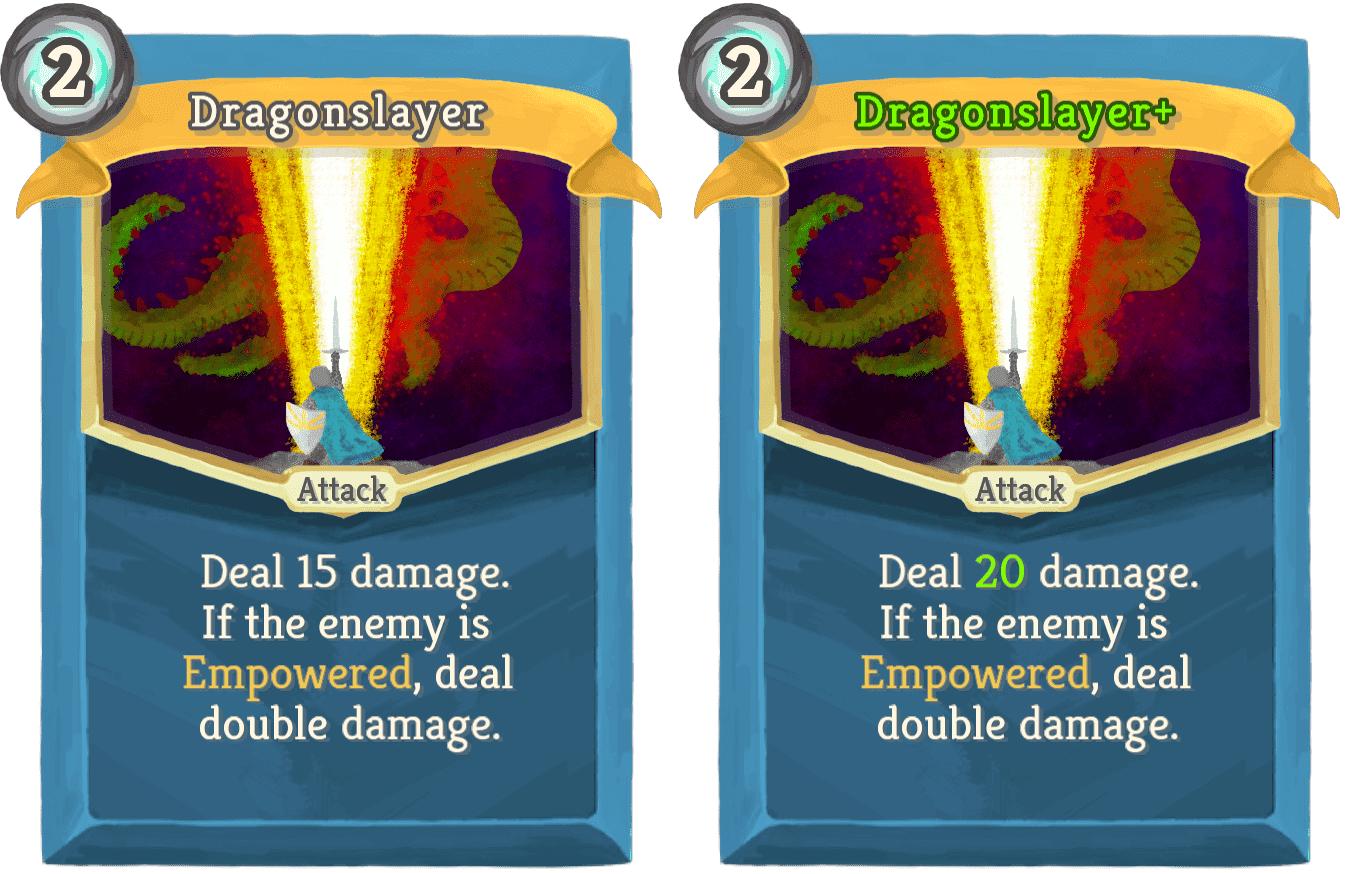 2
Dragonslayer
Attack
Deal 15 damage.
If the enemy is
Empowered, deal
double damage.
2
Dragonslayer+
Attack
Deal 20 damage.
If the enemy is
Empowered, deal
double damage.